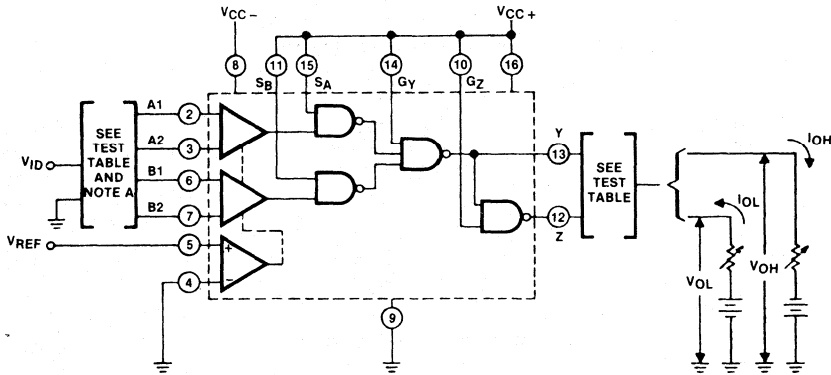 VCC- VCC+
8 11 15 14 10 16
SB SA GY GZ
A1 2
A2 3
B1 6
B2 7
VID
SEE
TEST
TABLE
AND
NOTE A
VREF 5 +
4 -
9
Y
13
12
Z
SEE
TEST
TABLE
IOH
IOL
VOL
VOH